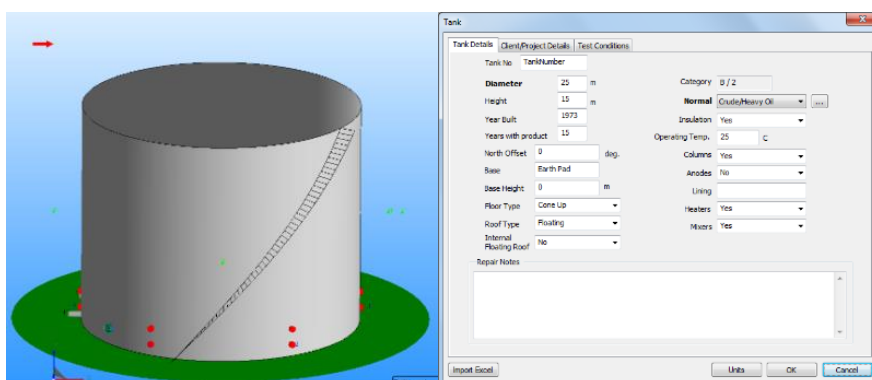 Tank
Tank Details Client/Project Details Test Conditions
Tank No TankNumber
Diameter 25 m Category B / 2
Height 15 m Normal Crude/Heavy Oil ...
Year Built 1973 Insulation Yes
Years with product 15 Operating Temp. 25 C
North Offset 0 deg. Columns Yes
Base Earth Pad Anodes No
Base Height 0 m Lining
Floor Type Cone Up Heaters Yes
Roof Type Floating Mixers Yes
Internal
Floating Roof No
Repair Notes
Import Excel Units OK Cancel